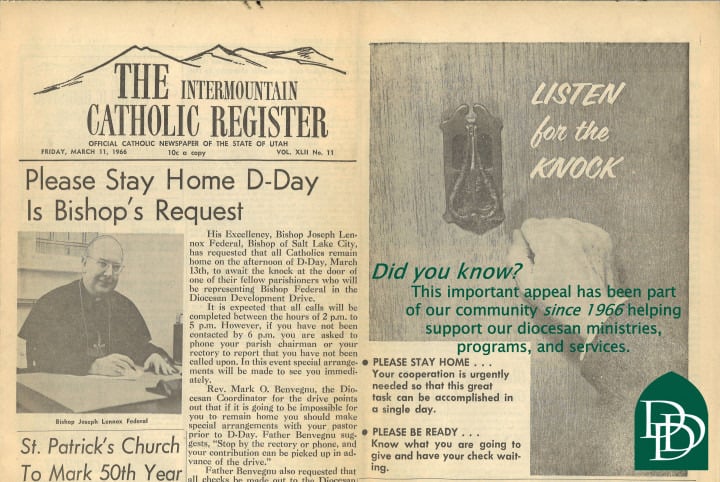 THE INTERMOUNTAIN
CATHOLIC REGISTER
OFFICIAL CATHOLIC NEWSPAPER OF THE STATE OF UTAH
FRIDAY, MARCH 11, 1966 10c a copy VOL. XLII No. 11
Please Stay Home D-Day
Is Bishop's Request
Bishop Joseph Lennox Federal
St. Patrick's Church
To Mark 50th Year
His Excellency, Bishop Joseph Len-
nox Federal, Bishop of Salt Lake City,
has requested that all Catholics remain
home on the afternoon of D-Day, March
13th, to await the knock at the door of
one of their fellow parishioners who will
be representing Bishop Federal in the
Diocesan Development Drive.
It is expected that all calls will be
completed between the hours of 2 p.m. to
5 p.m. However, if you have not been
contacted by 6 p.m. you are asked to
phone your parish chairman or your
rectory to report that you have not been
called upon. In this event special arrange-
ments will be made to see you immedi-
ately.
Rev. Mark O. Benvegnu, the Dio-
cesan Coordinator for the drive points
out that if it is going to be impossible for
you to remain home you should make
special arrangements with your pastor
prior to D-Day. Father Benvegnu sug-
gests, "Stop by the rectory or phone, and
your contribution can be picked up in ad-
vance of the drive."
Father Benvegnu also requested that
all checks be made out to the Diocesan
LISTEN
for the
KNOCK
Did you know?
This important appeal has been part
of our community since 1966 helping
support our diocesan ministries,
programs, and services.
● PLEASE STAY HOME . . .
Your cooperation is urgently
needed so that this great
task can be accomplished in
a single day.
● PLEASE BE READY . . .
Know what you are going to
give and have your check wait-
ing.
DDD